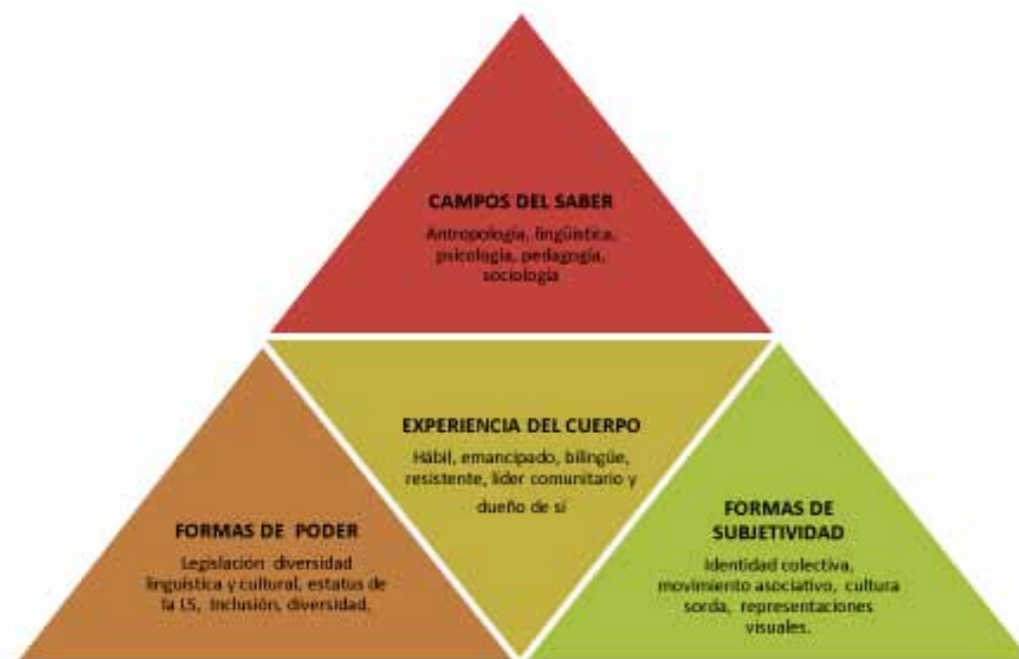 CAMPOS DEL SABER
Antropología, lingüística,
psicología, pedagogía,
sociología
EXPERIENCIA DEL CUERPO
Hábil, emancipado, bilingüe,
resistente, líder comunitario y
dueño de sí
FORMAS DE PODER
Legislación diversidad
linguística y cultural, estatus de
la LS, Inclusión, diversidad,
FORMAS DE
SUBJETIVIDAD
Identidad colectiva,
movimiento asociativo, cultura
sorda, representaciones
visuales.